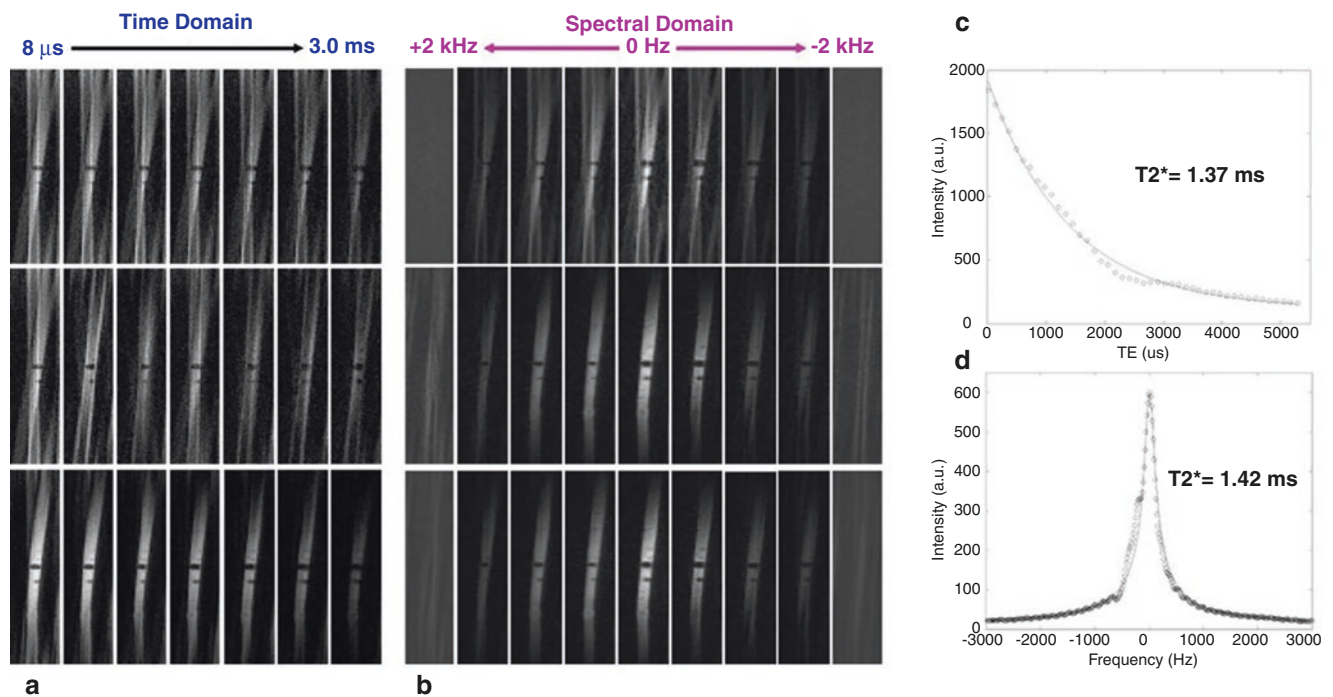 Time Domain
8 μs 3.0 ms
a
Spectral Domain
+2 kHz 0 Hz -2 kHz
b
c
2000
1500
1000
500
0
Intensity (a.u.)
T2*= 1.37 ms
0 1000 2000 3000 4000 5000
TE (us)
d
600
500
400
300
200
100
0
Intensity (a.u.)
T2*= 1.42 ms
-3000 -2000 -1000 0 1000 2000 3000
Frequency (Hz)